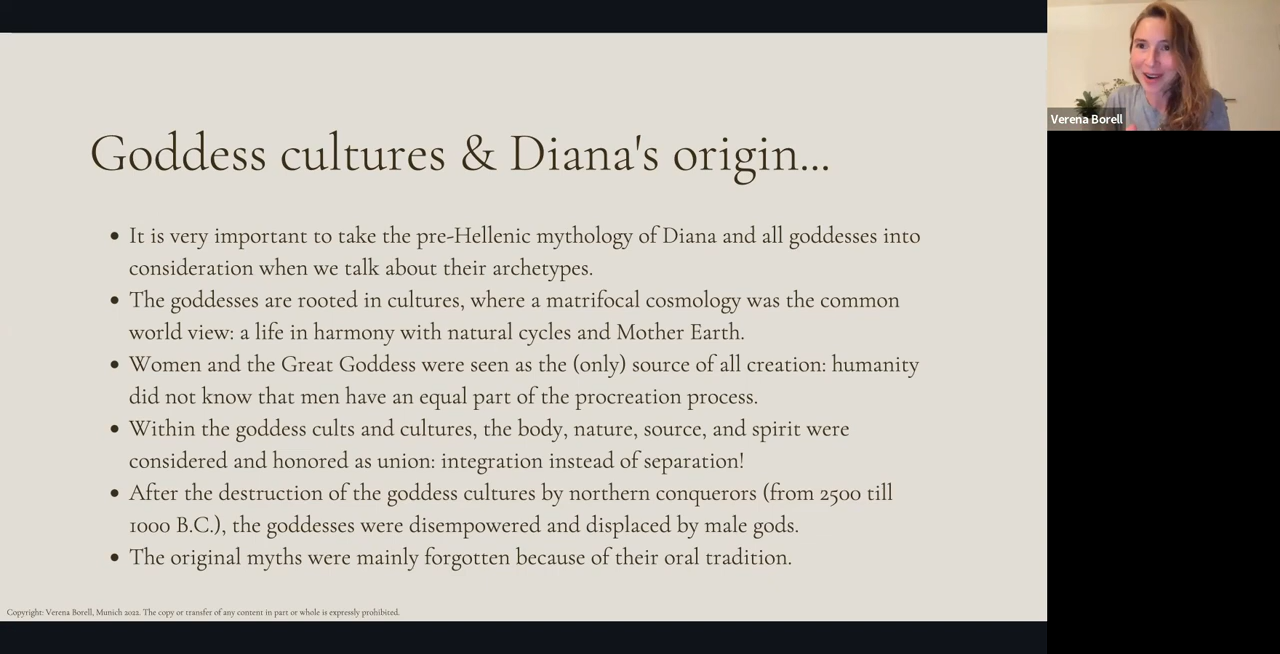 Goddess cultures & Diana's origin...
• It is very important to take the pre-Hellenic mythology of Diana and all goddesses into
consideration when we talk about their archetypes.
• The goddesses are rooted in cultures, where a matrifocal cosmology was the common
world view: a life in harmony with natural cycles and Mother Earth.
• Women and the Great Goddess were seen as the (only) source of all creation: humanity
did not know that men have an equal part of the procreation process.
• Within the goddess cults and cultures, the body, nature, source, and spirit were
considered and honored as union: integration instead of separation!
• After the destruction of the goddess cultures by northern conquerors (from 2500 till
1000 B.C.), the goddesses were disempowered and displaced by male gods.
• The original myths were mainly forgotten because of their oral tradition.
Copyright: Verena Borell, Munich 2022. The copy or transfer of any content in part or whole is expressly prohibited.
Verena Borell